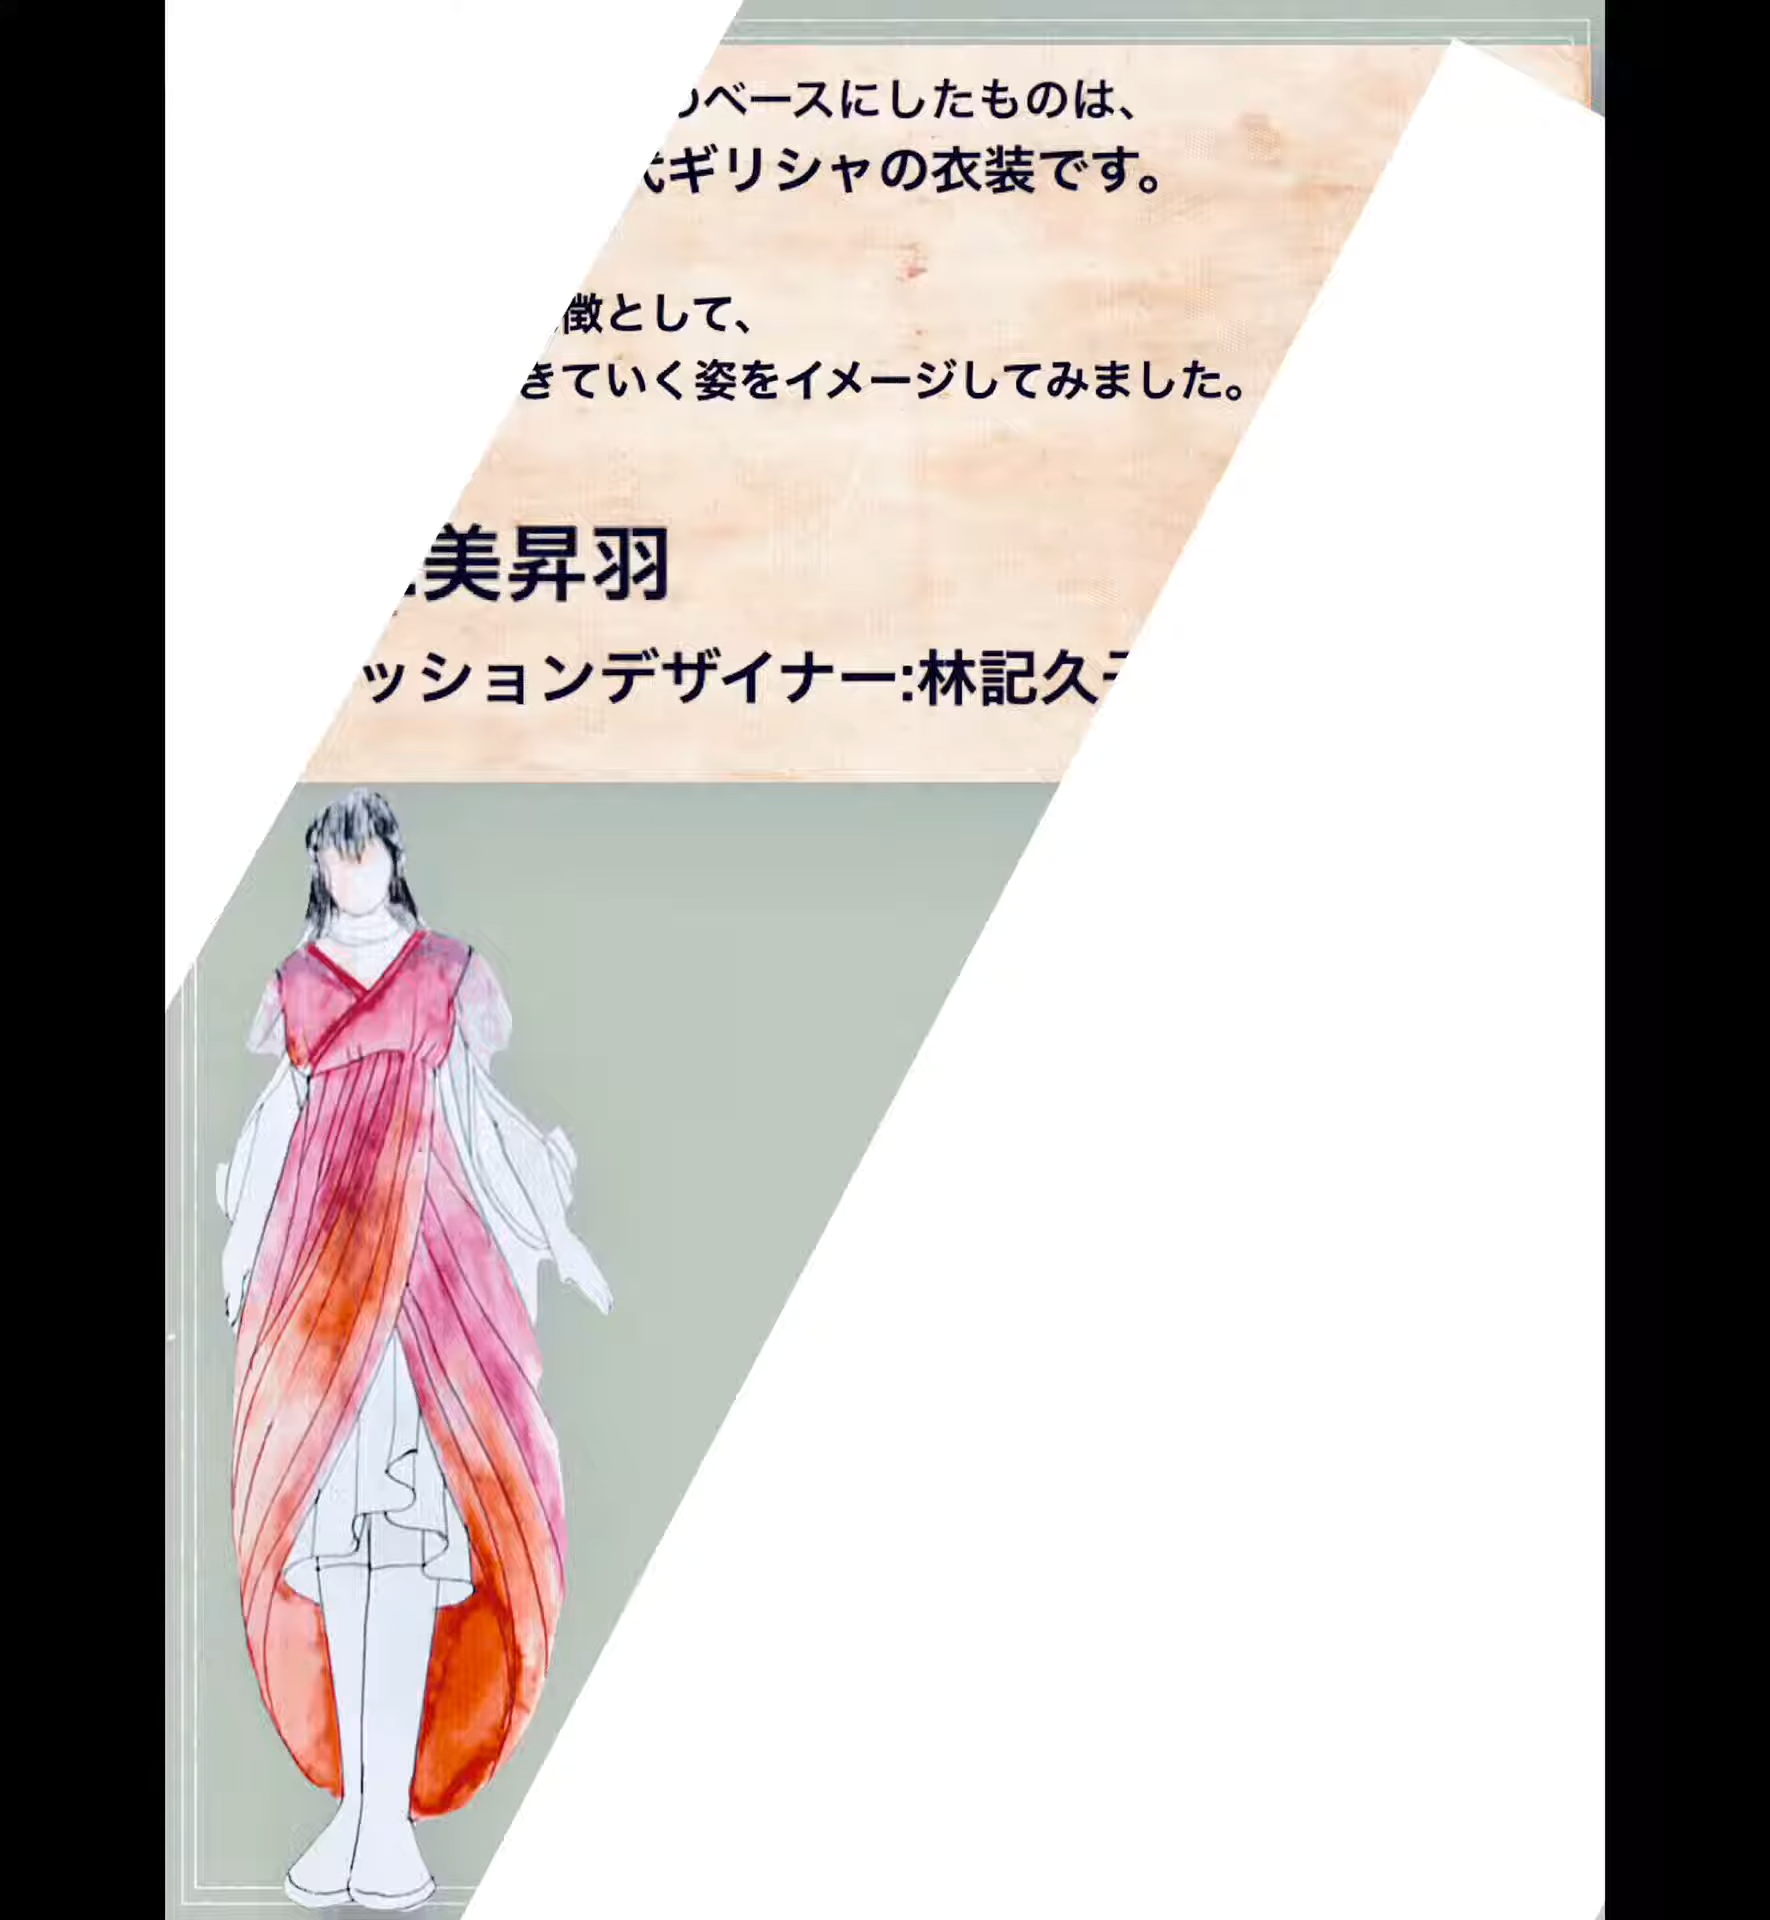 ベースにしたものは、
ギリシャの衣装です。
徴として、
きていく姿をイメージしてみました。
美昇羽
ッションデザイナー:林記久